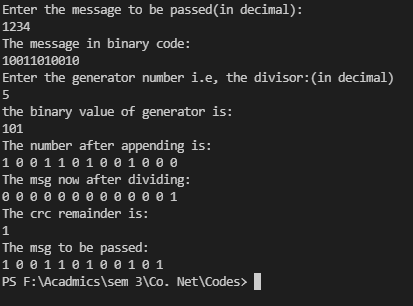 Enter the message to be passed(in decimal):
1234
The message in binary code:
10011010010
Enter the generator number i.e, the divisor:(in decimal)
5
the binary value of generator is:
101
The number after appending is:
1 0 0 1 1 0 1 0 0 1 0 0 0
The msg now after dividing:
0 0 0 0 0 0 0 0 0 0 0 0 1
The crc remainder is:
1
The msg to be passed:
1 0 0 1 1 0 1 0 0 1 0 1
PS F:\Acadmics\sem 3\Co. Net\Codes>